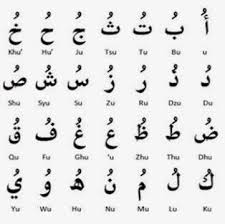 أُ بُ تُ ثُ جُ حُ خُ
Khu' Hu' Ju Tsu Tu Bu u
دُ ذُ رُ زُ سُ شُ صُ
Shu Syu Su Zu Ru Dzu Du
ضُ طُ ظُ عُ غُ فُ قُ
Qu Fu Ghu 'u Zhu Thu Dhu
كُ لُ مُ نُ هُ وُ يُ
Yu Wu Hu Nu Mu Lu Ku